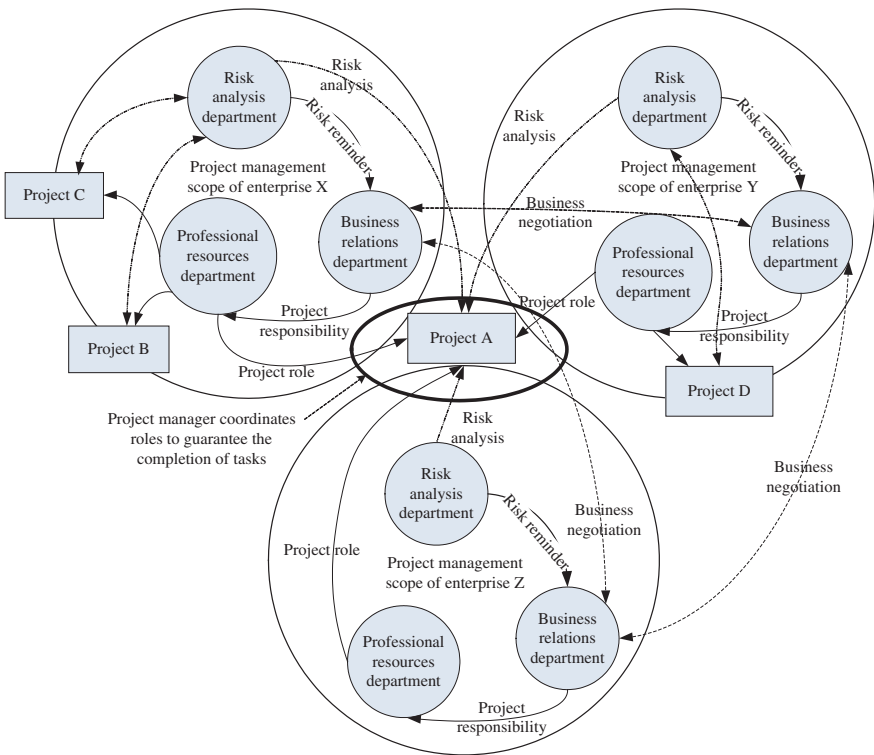 Risk
analysis
department
Risk
analysis
Risk reminder
Project management
scope of enterprise X
Project C
Professional
resources
department
Business
relations
department
Project
responsibility
Project B
Project role
Risk
analysis
department
Risk
analysis
Risk reminder
Project management
scope of enterprise Y
Business
negotiation
Business
relations
department
Professional
resources
department
Project role
Project
responsibility
Project A
Project D
Project manager coordinates
roles to guarantee the
completion of tasks
Risk
analysis
Risk
analysis
department
Risk reminder
Business
negotiation
Business
negotiation
Project role
Project management
scope of enterprise Z
Business
relations
department
Professional
resources
department
Project
responsibility